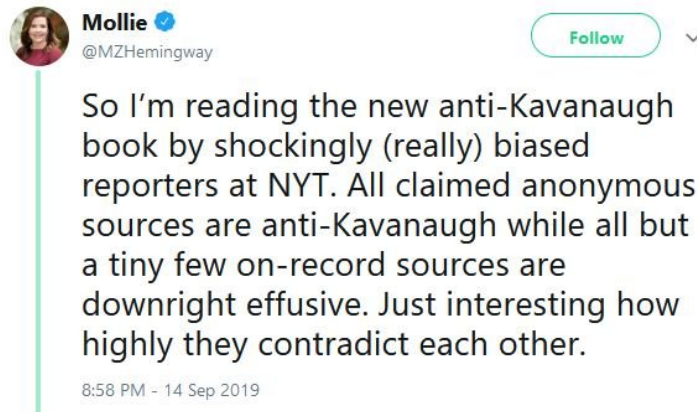 Mollie
@MZHemingway
Follow
So I'm reading the new anti-Kavanaugh
book by shockingly (really) biased
reporters at NYT. All claimed anonymous
sources are anti-Kavanaugh while all but
a tiny few on-record sources are
downright effusive. Just interesting how
highly they contradict each other.
8:58 PM - 14 Sep 2019